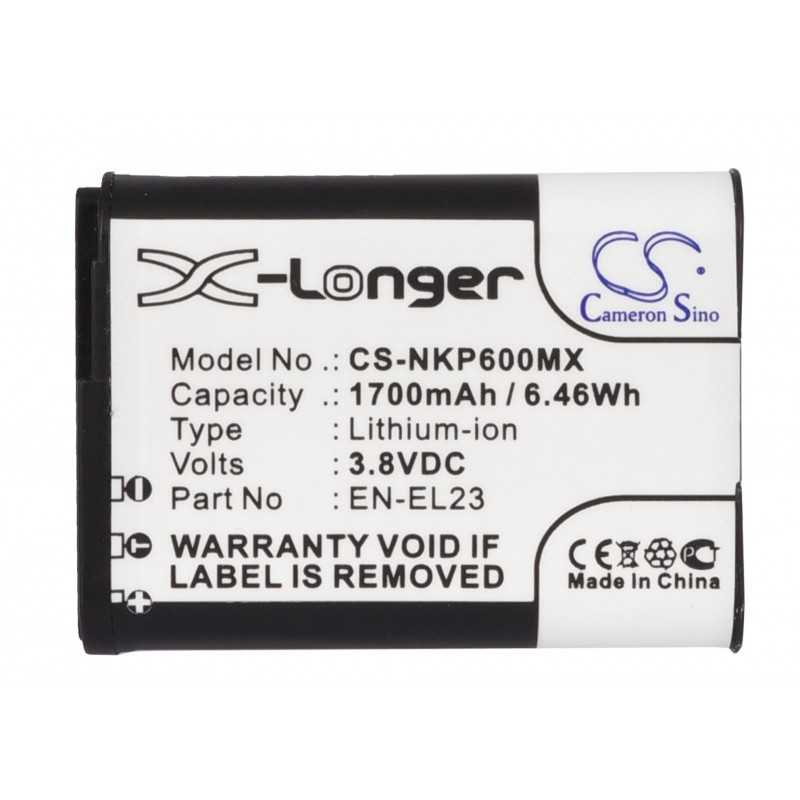 X-Longer
CS
Cameron Sino
Model No .: CS-NKP600MX
Capacity : 1700mAh / 6.46Wh
Type : Lithium-ion
Volts : 3.8VDC
Part No : EN-EL23
WARRANTY VOID IF
LABEL IS REMOVED
CE
Made In China